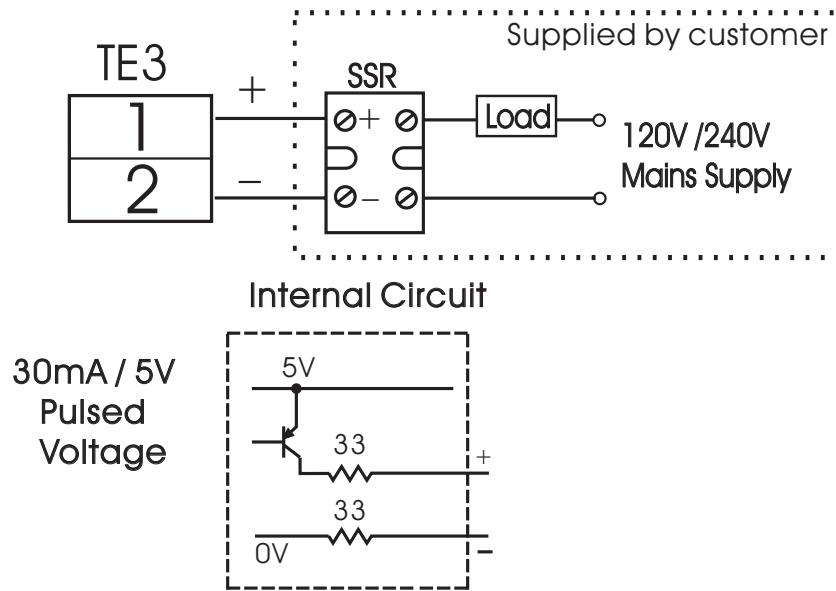 Supplied by customer
TE3
SSR
+
1
+
Load
120V /240V
2
−
−
Mains Supply
Internal Circuit
30mA / 5V
Pulsed
Voltage
5V
33
+
33
0V
−